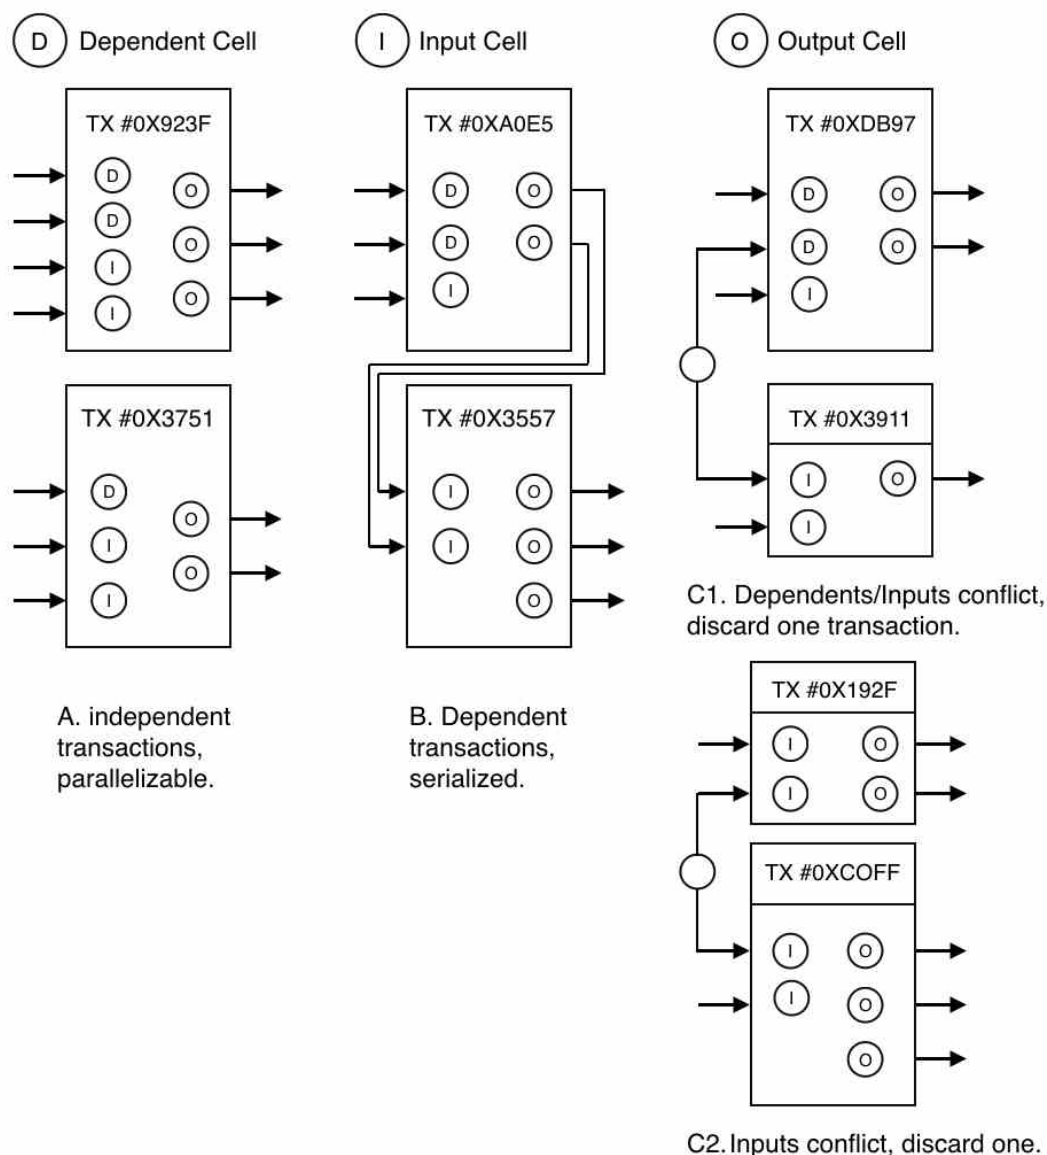 D Dependent Cell
I Input Cell
O Output Cell
TX #0X923F
D
O
D
O
I
I
O
TX #0X3751
D
O
I
O
I
A. independent
transactions,
parallelizable.
TX #0XA0E5
D O
D O
I
TX #0X3557
I O
I O
O
B. Dependent
transactions,
serialized.
TX #0XDB97
D O
D O
I
TX #0X3911
I O
I
C1. Dependents/Inputs conflict,
discard one transaction.
TX #0X192F
I O
I O
TX #0XCOFF
I O
I O
O
C2. Inputs conflict, discard one.